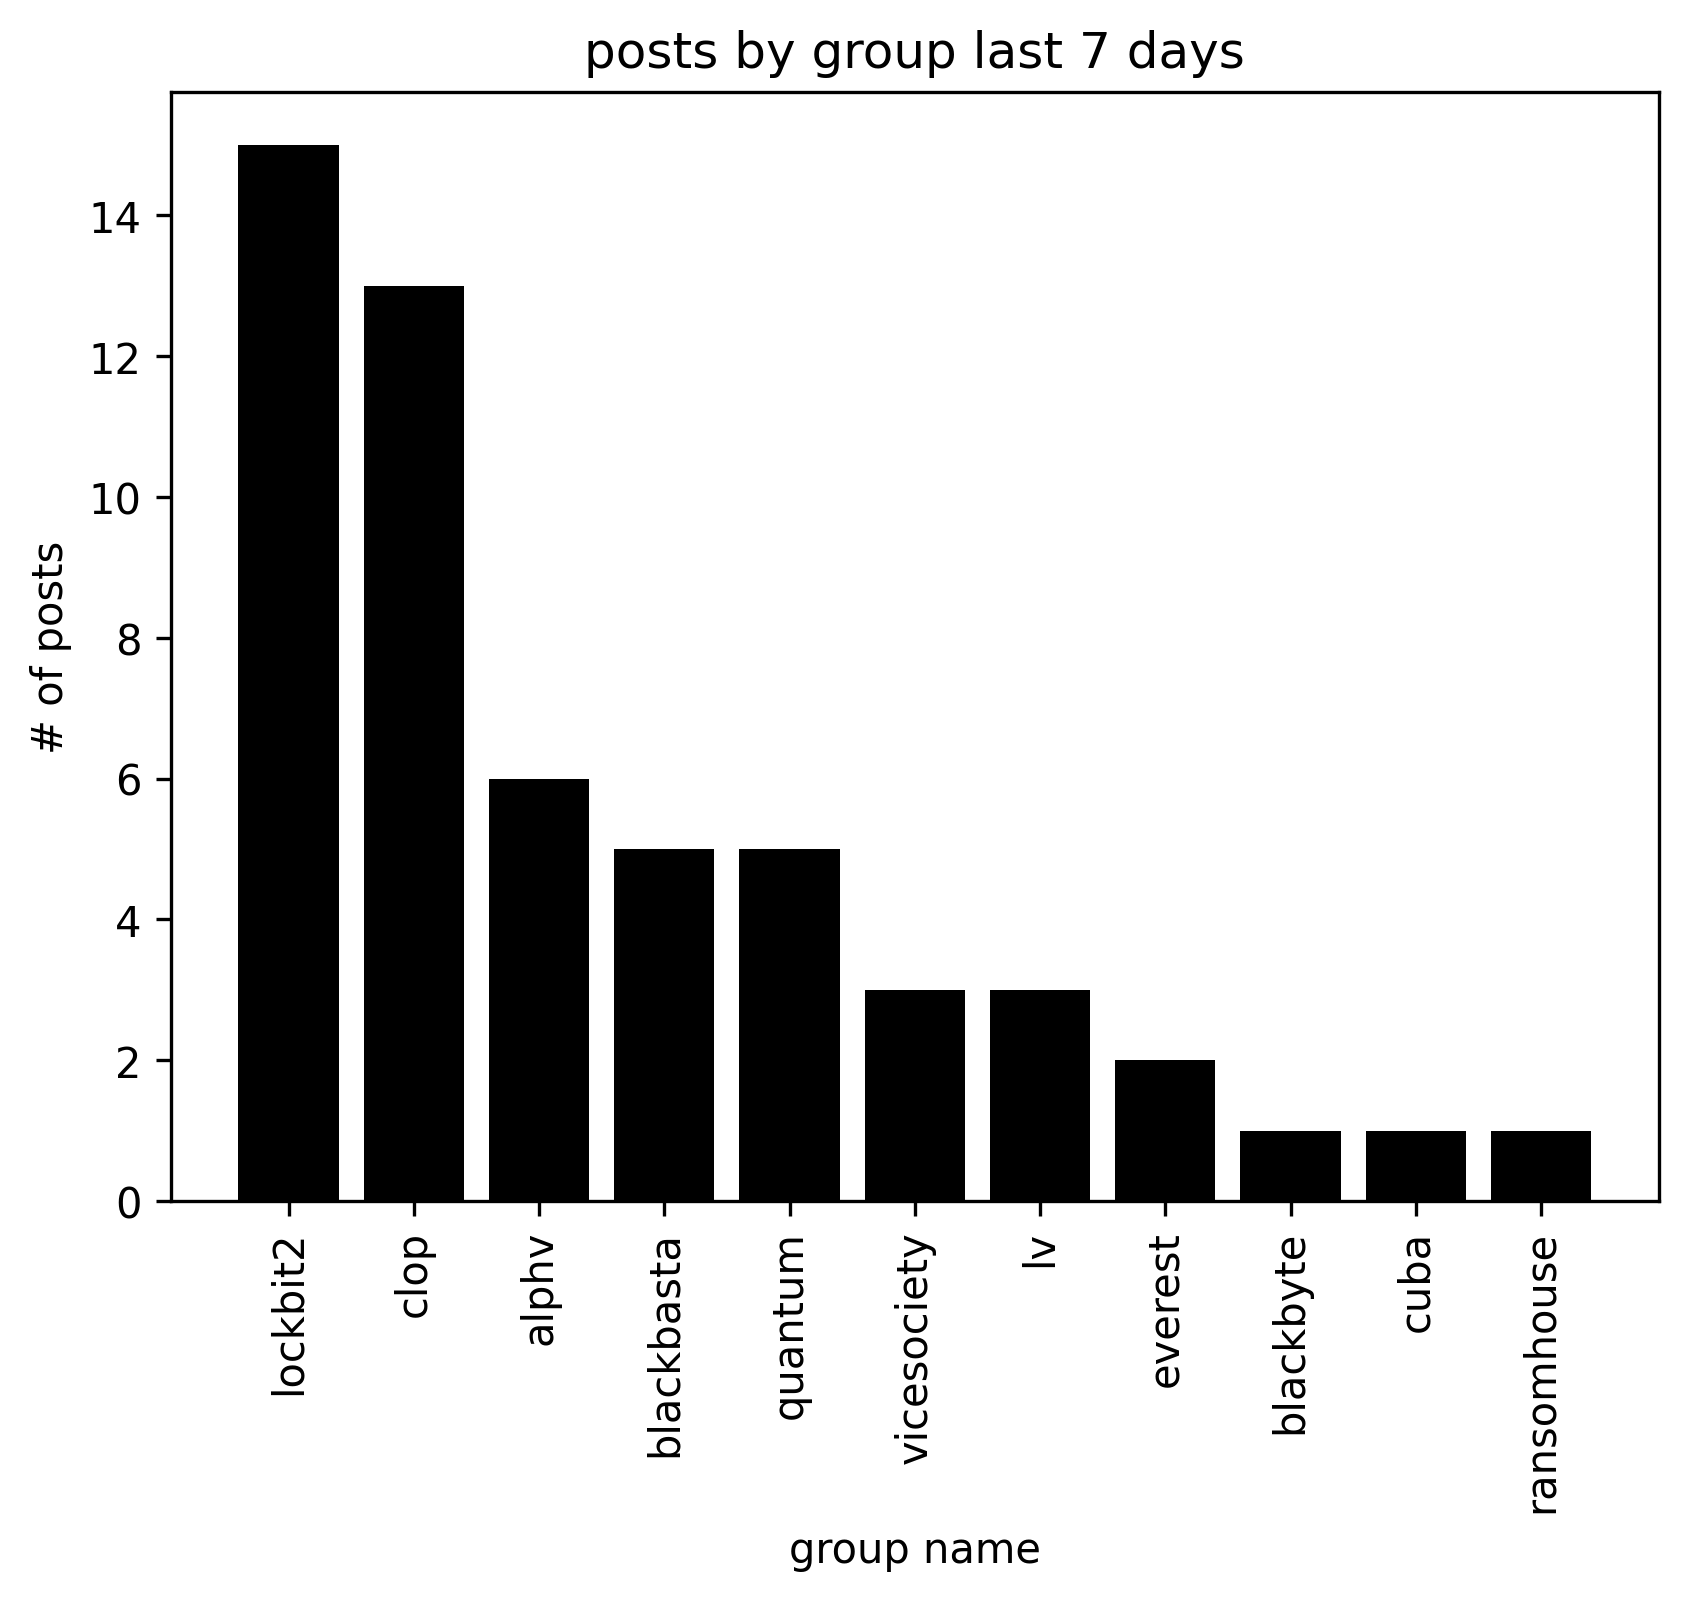 posts by group last 7 days
# of posts
14
12
10
8
6
4
2
0
lockbit2
clop
alphv
blackbasta
quantum
vicesociety
lv
everest
blackbyte
cuba
ransomhouse
group name